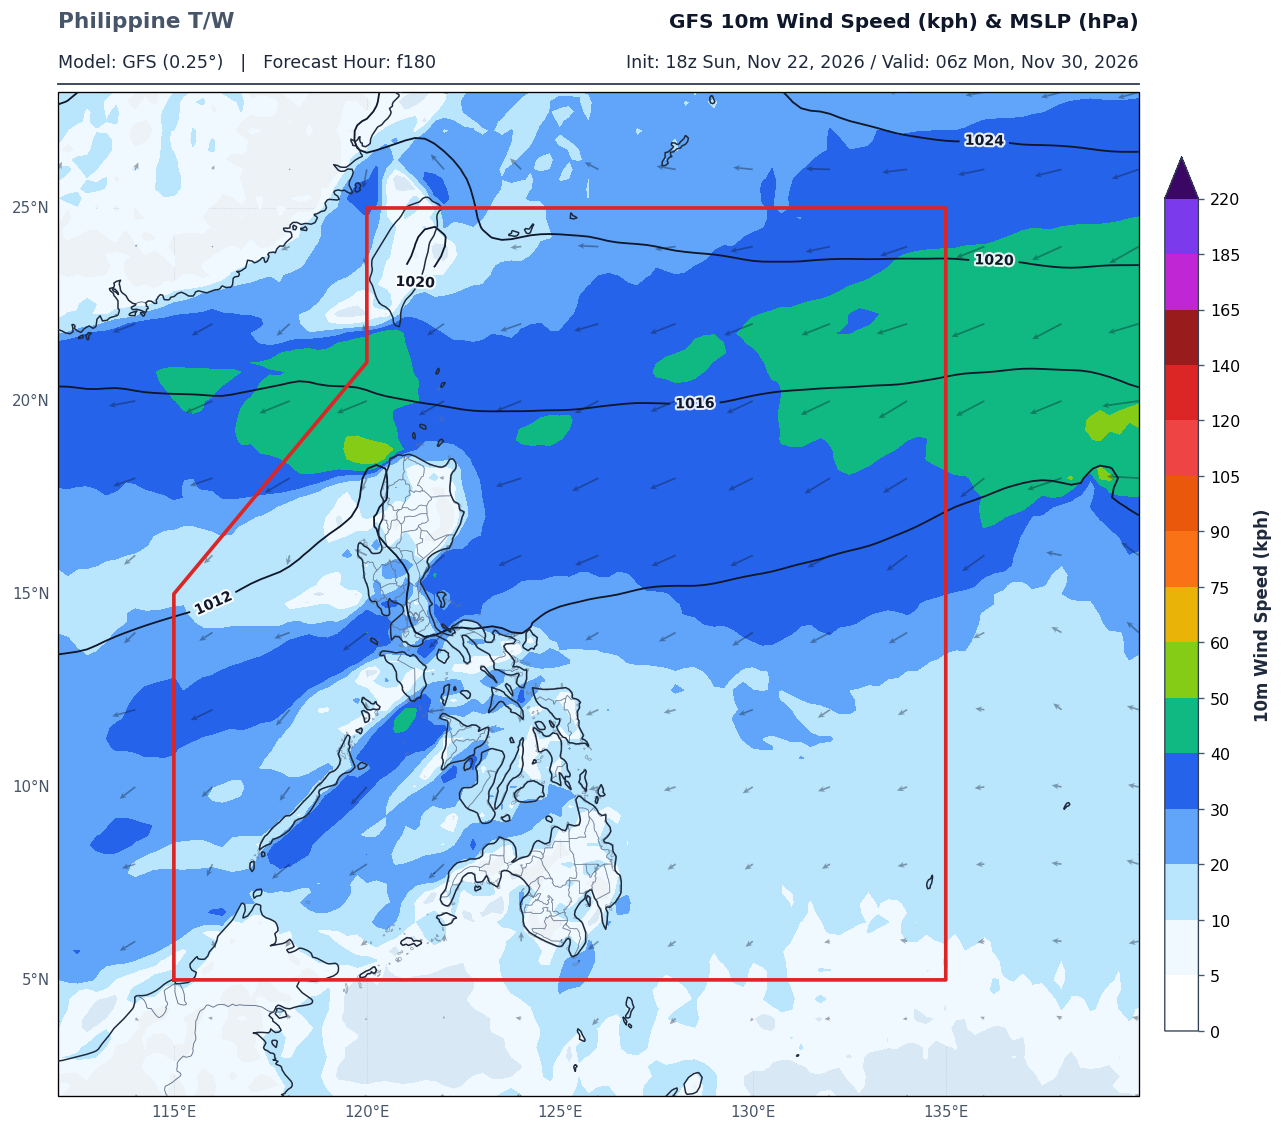 Philippine T/W
GFS 10m Wind Speed (kph) & MSLP (hPa)
Model: GFS (0.25°)   |   Forecast Hour: f180
Init: 18z Sun, Nov 22, 2026 / Valid: 06z Mon, Nov 30, 2026
1024
1020
1020
1016
1012
25°N
20°N
15°N
10°N
5°N
115°E
120°E
125°E
130°E
135°E
220
185
165
140
120
105
90
75
60
50
40
30
20
10
5
0
10m Wind Speed (kph)